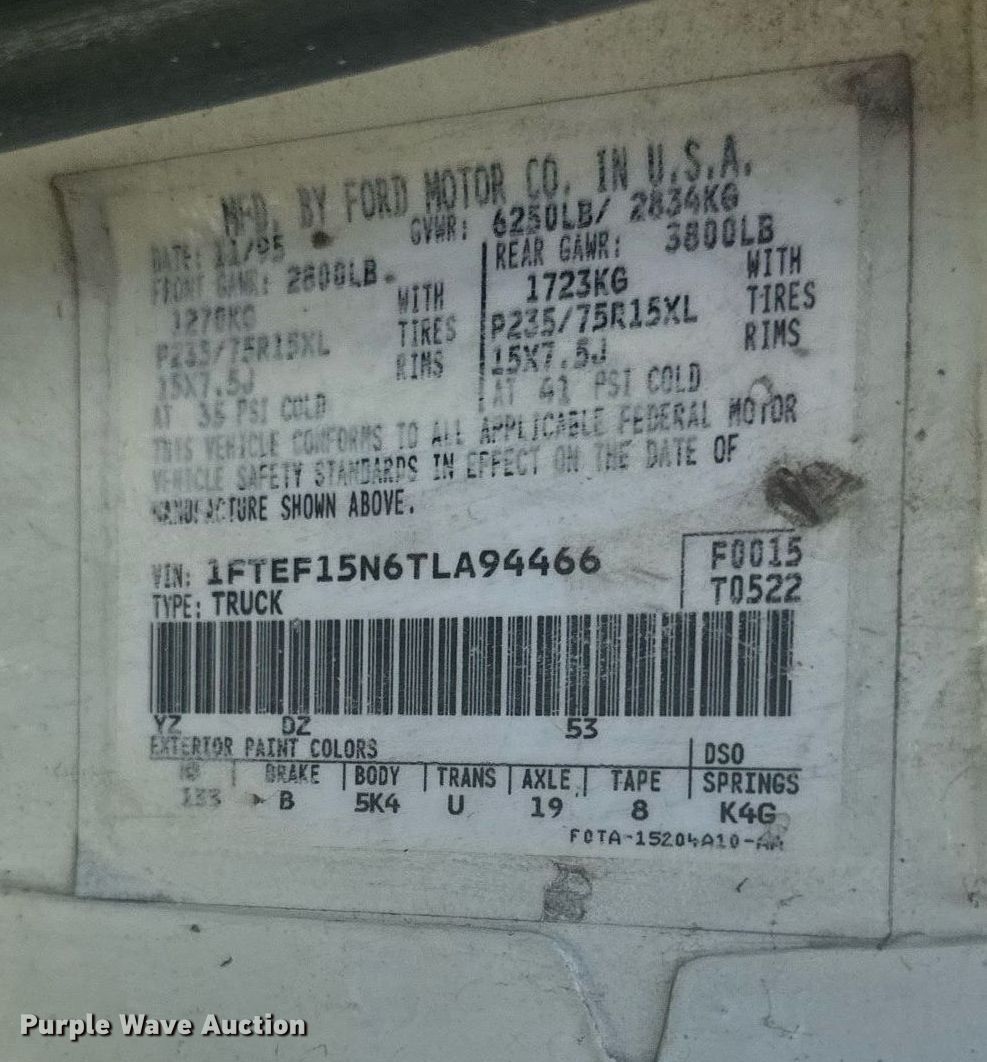 MFD. BY FORD MOTOR CO. IN U.S.A.
DATE: 11/95 GVWR: 6250LB/ 2834KG
FRONT GAWR: 2800LB
1270KG WITH
P235/75R15XL TIRES
15X7.5J RIMS
AT 35 PSI COLD
REAR GAWR: 3800LB
1723KG WITH
P235/75R15XL TIRES
15X7.5J RIMS
AT 41 PSI COLD
THIS VEHICLE CONFORMS TO ALL APPLICABLE FEDERAL MOTOR
VEHICLE SAFETY STANDARDS IN EFFECT ON THE DATE OF
MANUFACTURE SHOWN ABOVE.
VIN: 1FTEF15N6TLA94466
TYPE: TRUCK
F0015
T0522
YZ DZ 53
EXTERIOR PAINT COLORS DSO
BRAKE BODY TRANS AXLE TAPE SPRINGS
133 B 5K4 U 19 8 K4G
F0TA-15204A10-AA
Purple Wave Auction